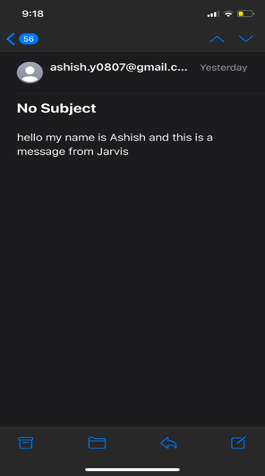 9:18
56
ashish.y0807@gmail.c...
Yesterday
No Subject
hello my name is Ashish and this is a
message from Jarvis